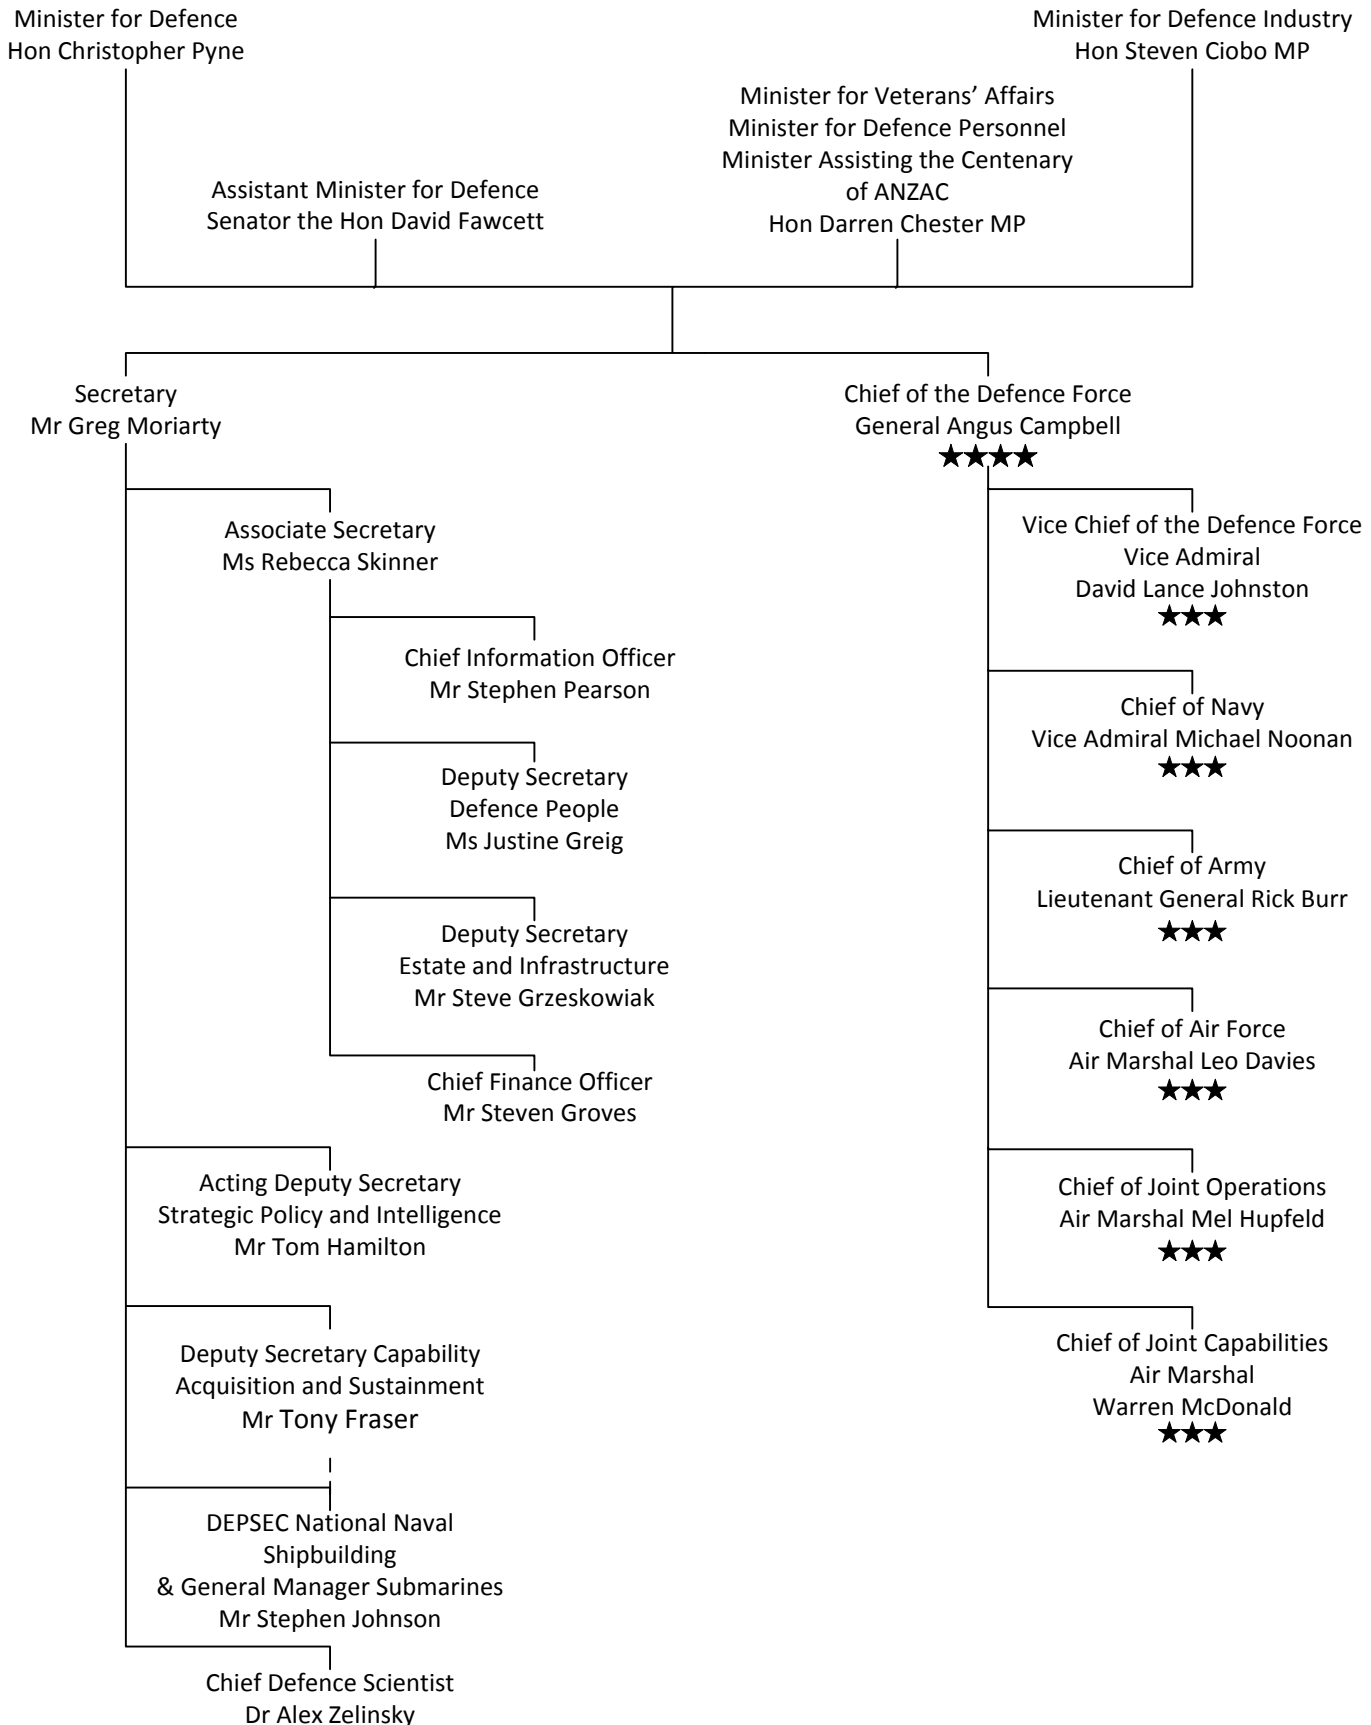 Minister for Defence
Hon Christopher Pyne
Minister for Defence Industry
Hon Steven Ciobo MP
Minister for Veterans’ Affairs
Minister for Defence Personnel
Minister Assisting the Centenary
of ANZAC
Hon Darren Chester MP
Assistant Minister for Defence
Senator the Hon David Fawcett
Secretary
Mr Greg Moriarty
Associate Secretary
Ms Rebecca Skinner
Chief Information Officer
Mr Stephen Pearson
Deputy Secretary
Defence People
Ms Justine Greig
Deputy Secretary
Estate and Infrastructure
Mr Steve Grzeskowiak
Chief Finance Officer
Mr Steven Groves
Acting Deputy Secretary
Strategic Policy and Intelligence
Mr Tom Hamilton
Deputy Secretary Capability
Acquisition and Sustainment
Mr Tony Fraser
DEPSEC National Naval
Shipbuilding
& General Manager Submarines
Mr Stephen Johnson
Chief Defence Scientist
Dr Alex Zelinsky
Chief of the Defence Force
General Angus Campbell
★★★★
Vice Chief of the Defence Force
Vice Admiral
David Lance Johnston
★★★
Chief of Navy
Vice Admiral Michael Noonan
★★★
Chief of Army
Lieutenant General Rick Burr
★★★
Chief of Air Force
Air Marshal Leo Davies
★★★
Chief of Joint Operations
Air Marshal Mel Hupfeld
★★★
Chief of Joint Capabilities
Air Marshal
Warren McDonald
★★★